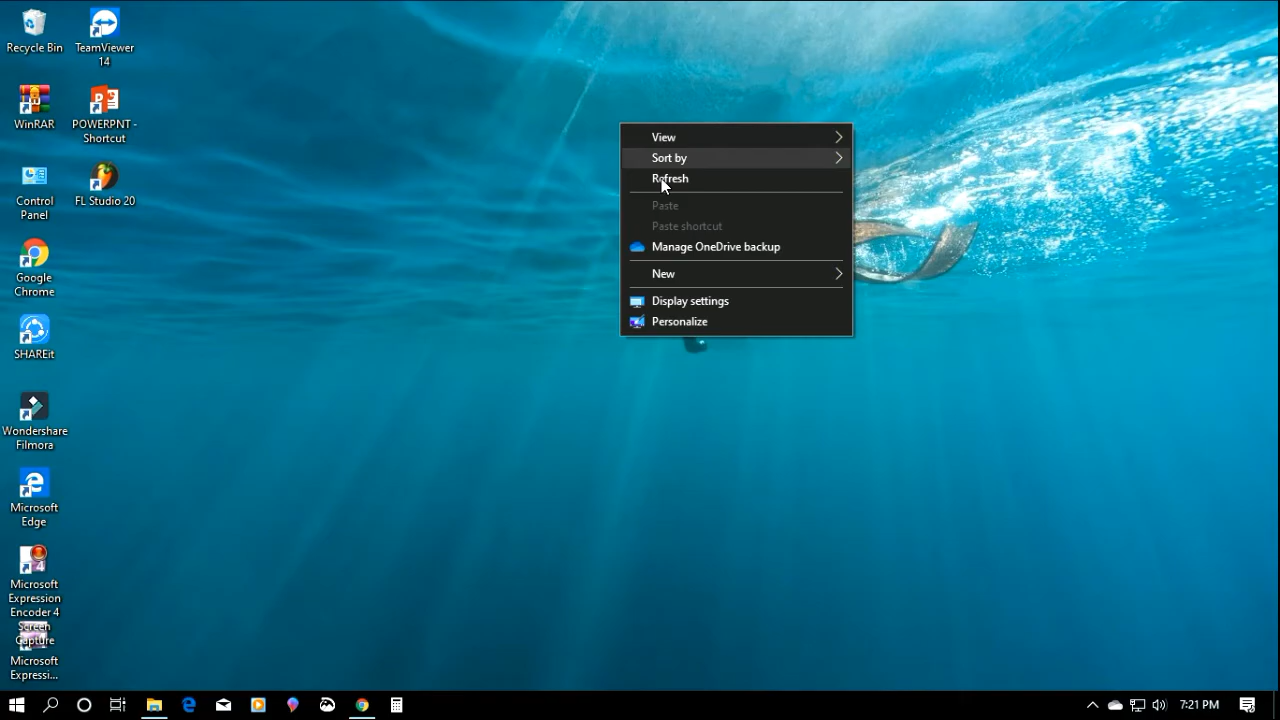 Recycle Bin
TeamViewer
14
WinRAR
POWERPNT -
Shortcut
Control
Panel
FL Studio 20
Google
Chrome
SHAREit
Wondershare
Filmora
Microsoft
Edge
4
Microsoft
Expression
Encoder 4
Screen
Capture
Microsoft
Expressi...
View
Sort by
Refresh
Paste
Paste shortcut
Manage OneDrive backup
New
Display settings
Personalize
7:21 PM